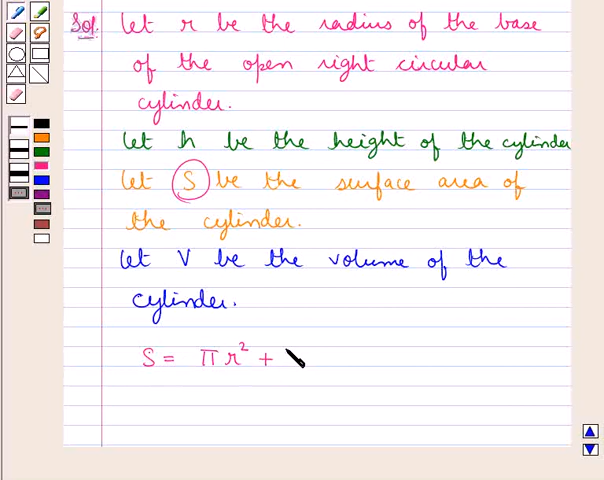 Sol. Let r be the radius of the base
of the open right circular
cylinder.
Let h be the height of the cylinder
Let S be the surface area of
the cylinder.
Let V be the volume of the
cylinder.
S = πr² +